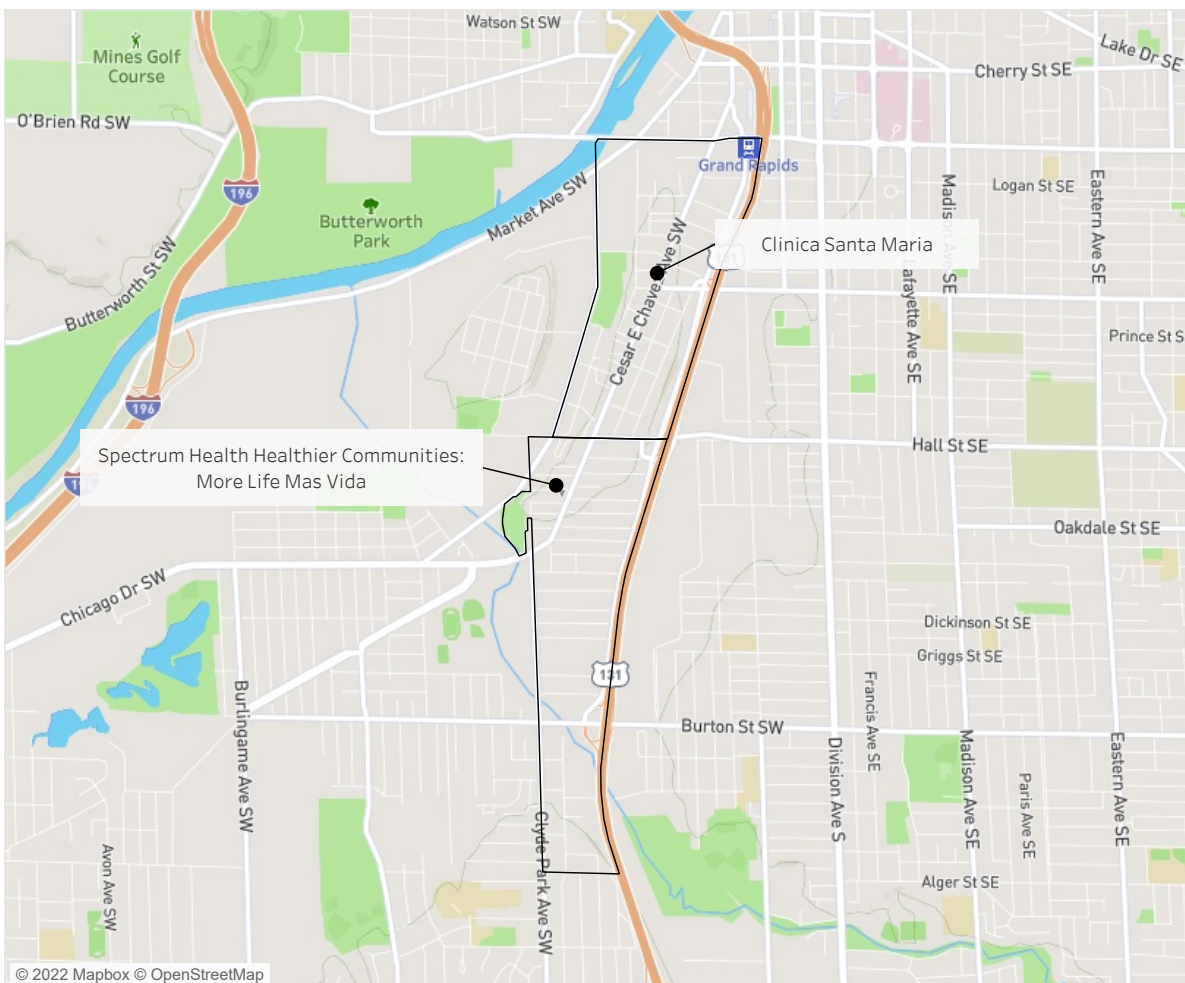 Watson St SW
Lake Dr SE
Mines Golf
Course
Cherry St SE
O'Brien Rd SW
Grand Rapids
196
Logan St SE
Madison Ave SE
Eastern Ave SE
Butterworth
Park
Market Ave SW
Clinica Santa Maria
131
Butterworth St SW
Lafayette Ave SE
Cesar E Chavez Ave SW
Prince St S
196
Hall St SE
Spectrum Health Healthier Communities:
More Life Mas Vida
196
Oakdale St SE
Chicago Dr SW
Dickinson St SE
Griggs St SE
131
Burlingame Ave SW
Francis Ave SE
Burton St SW
Division Ave S
Madison Ave SE
Eastern Ave SE
Paris Ave SE
Clyde Park Ave SW
Avon Ave SW
Alger St SE
© 2022 Mapbox © OpenStreetMap